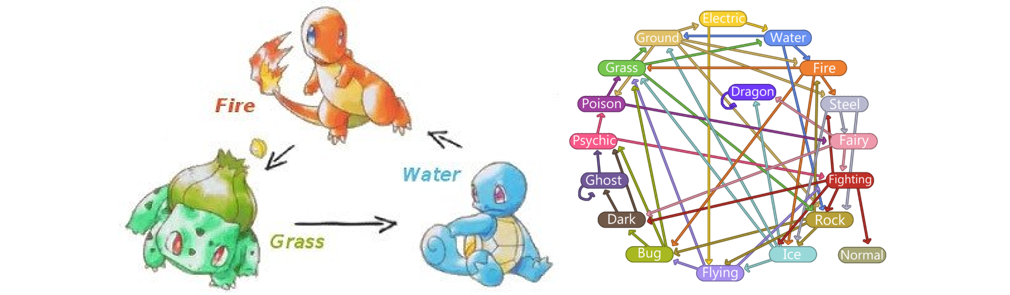 Fire
Water
Grass
Electric
Ground
Water
Grass
Fire
Dragon
Poison
Steel
Psychic
Fairy
Ghost
Fighting
Dark
Rock
Bug
Ice
Normal
Flying